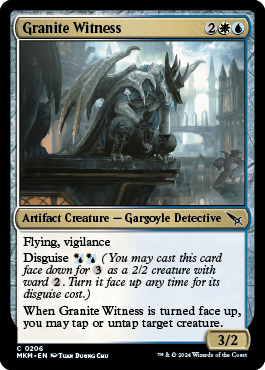 Granite Witness 2
Artifact Creature — Gargoyle Detective
Flying, vigilance
Disguise (You may cast this
card face down for 3 as a 2/2 creature with
ward 2. Turn it face up any time for its
disguise cost.)
When Granite Witness is turned face up,
you may tap or untap target creature.
3/2
C 0206
MKM • EN Tuan Duong Chu
™ & © 2024 Wizards of the Coast